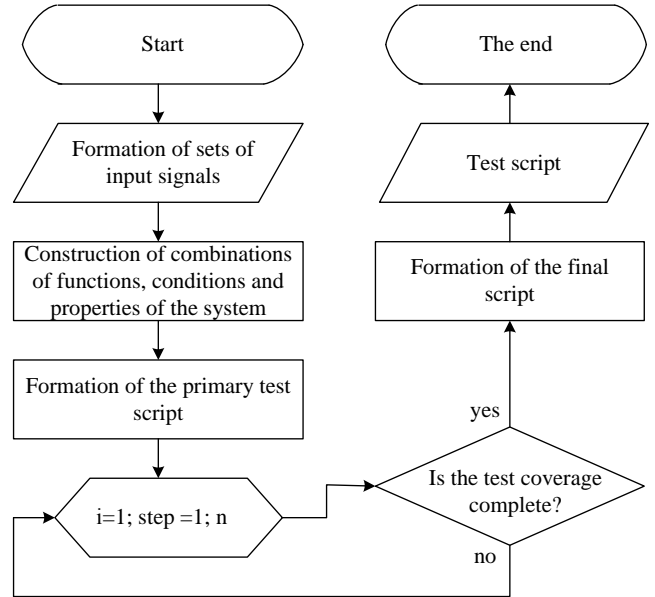 Start
Formation of sets of
input signals
Construction of combinations
of functions, conditions and
properties of the system
Formation of the primary test
script
i=1; step =1; n
Is the test coverage
complete?
no
yes
Formation of the final
script
Test script
The end